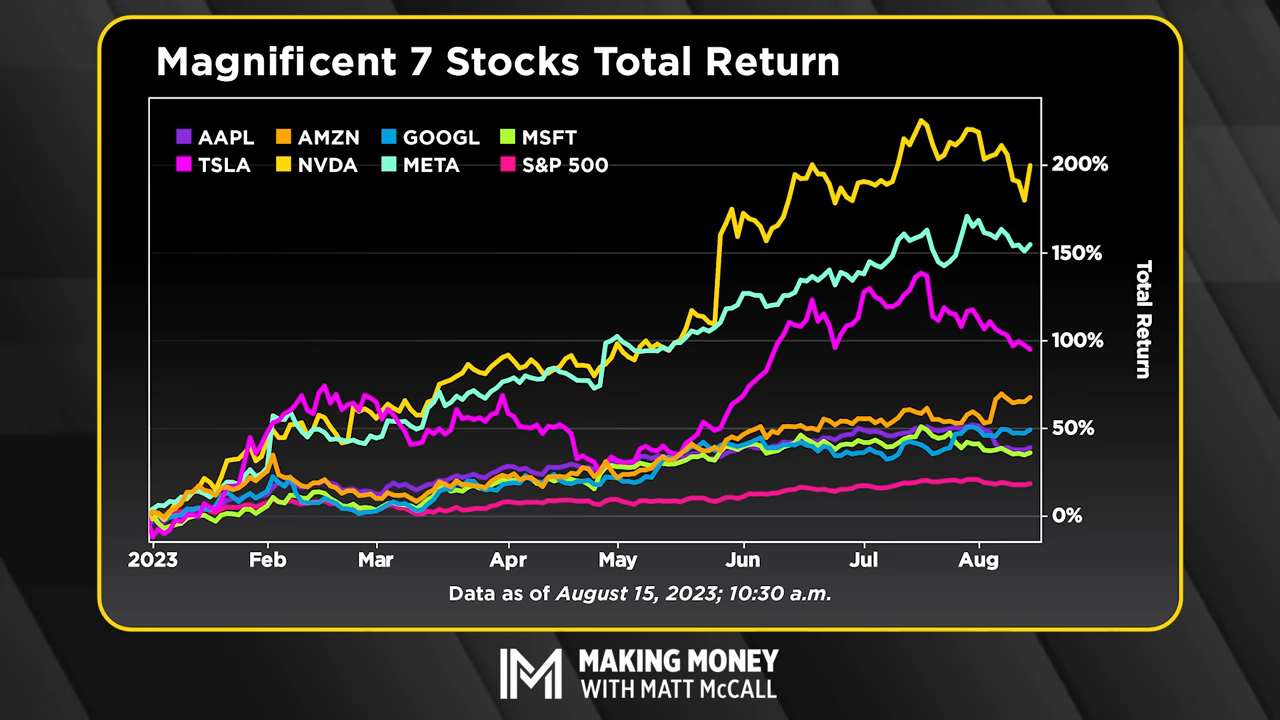 Magnificent 7 Stocks Total Return
AAPL AMZN GOOGL MSFT
TSLA NVDA META S&P 500
200%
150%
100%
50%
0%
Total Return
2023 Feb Mar Apr May Jun Jul Aug
Data as of August 15, 2023; 10:30 a.m.
MAKING MONEY
WITH MATT McCALL